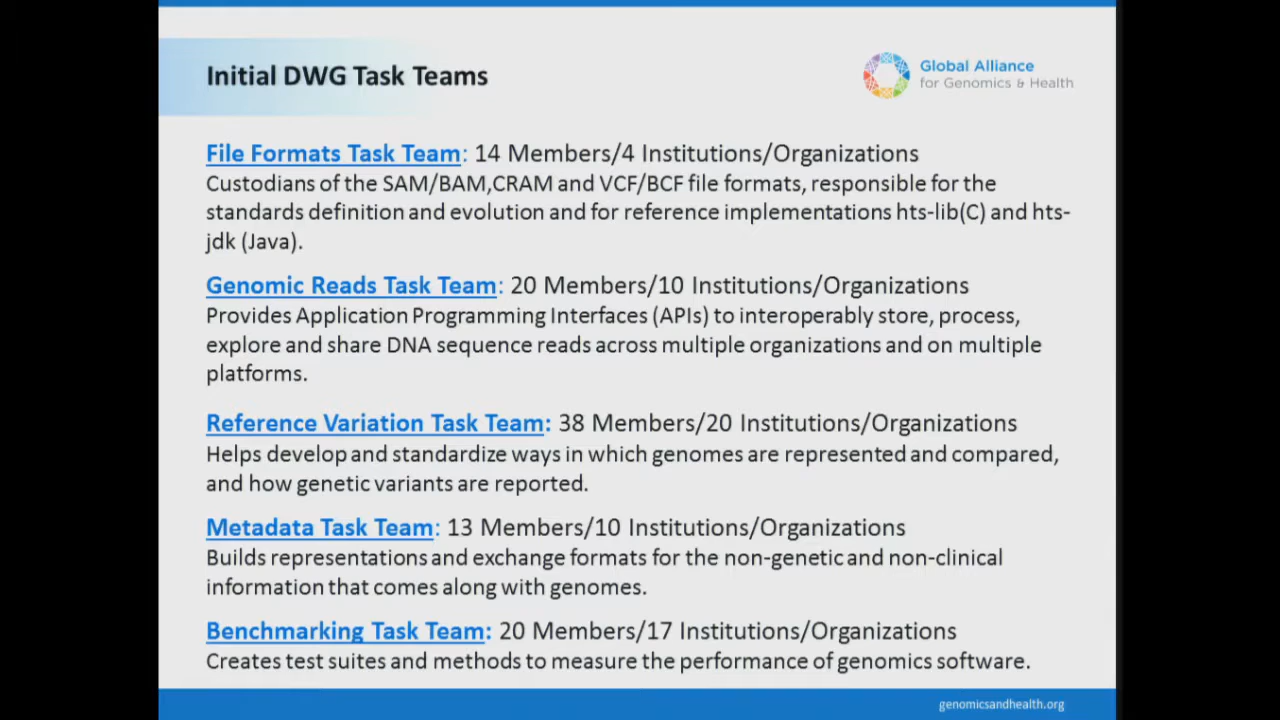 Initial DWG Task Teams
Global Alliance
for Genomics & Health
File Formats Task Team: 14 Members/4 Institutions/Organizations
Custodians of the SAM/BAM,CRAM and VCF/BCF file formats, responsible for the
standards definition and evolution and for reference implementations hts-lib(C) and hts-
jdk (Java).
Genomic Reads Task Team: 20 Members/10 Institutions/Organizations
Provides Application Programming Interfaces (APIs) to interoperably store, process,
explore and share DNA sequence reads across multiple organizations and on multiple
platforms.
Reference Variation Task Team: 38 Members/20 Institutions/Organizations
Helps develop and standardize ways in which genomes are represented and compared,
and how genetic variants are reported.
Metadata Task Team: 13 Members/10 Institutions/Organizations
Builds representations and exchange formats for the non-genetic and non-clinical
information that comes along with genomes.
Benchmarking Task Team: 20 Members/17 Institutions/Organizations
Creates test suites and methods to measure the performance of genomics software.
genomicsandhealth.org